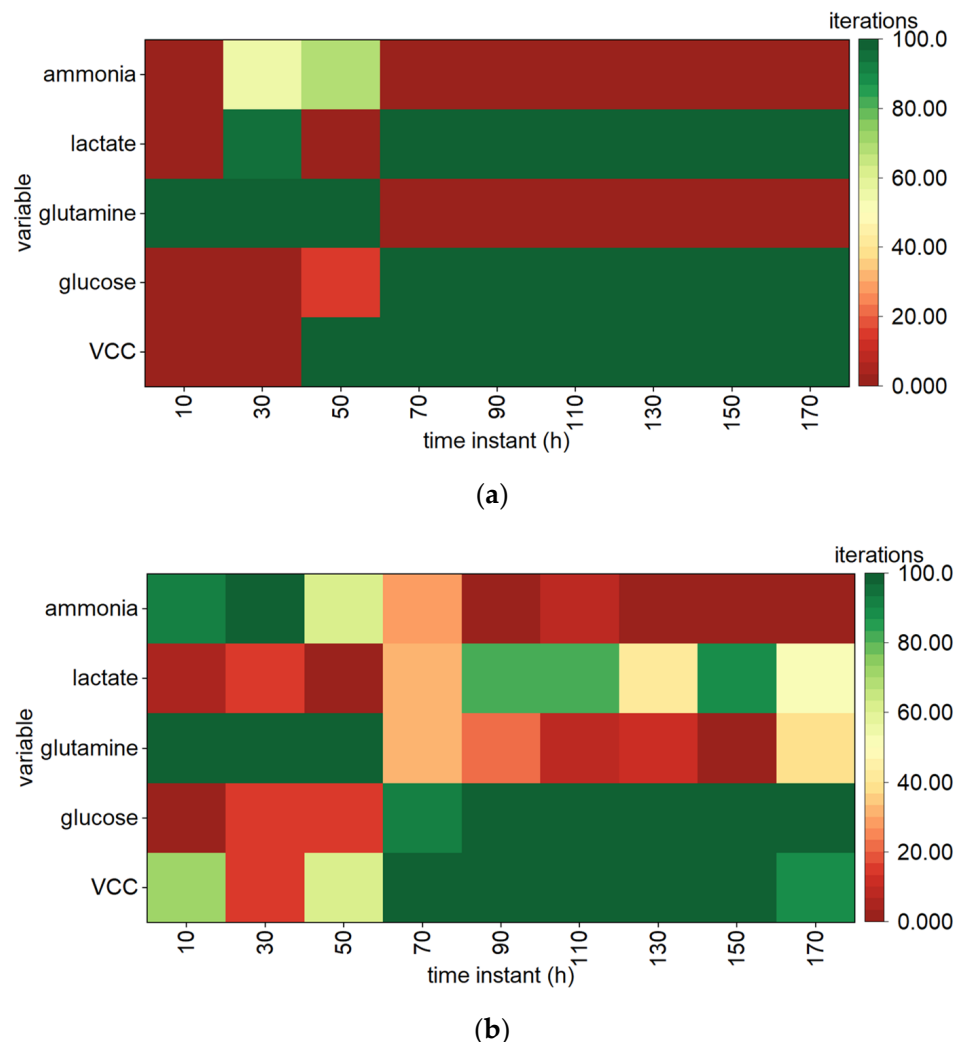 iterations
100.0
ammonia
80.00
lactate
60.00
variable
glutamine
40.00
glucose
20.00
VCC
0.000
10 30 50 70 90 110 130 150 170
time instant (h)
(a)
iterations
100.0
ammonia
80.00
lactate
60.00
variable
glutamine
40.00
glucose
20.00
VCC
0.000
10 30 50 70 90 110 130 150 170
time instant (h)
(b)